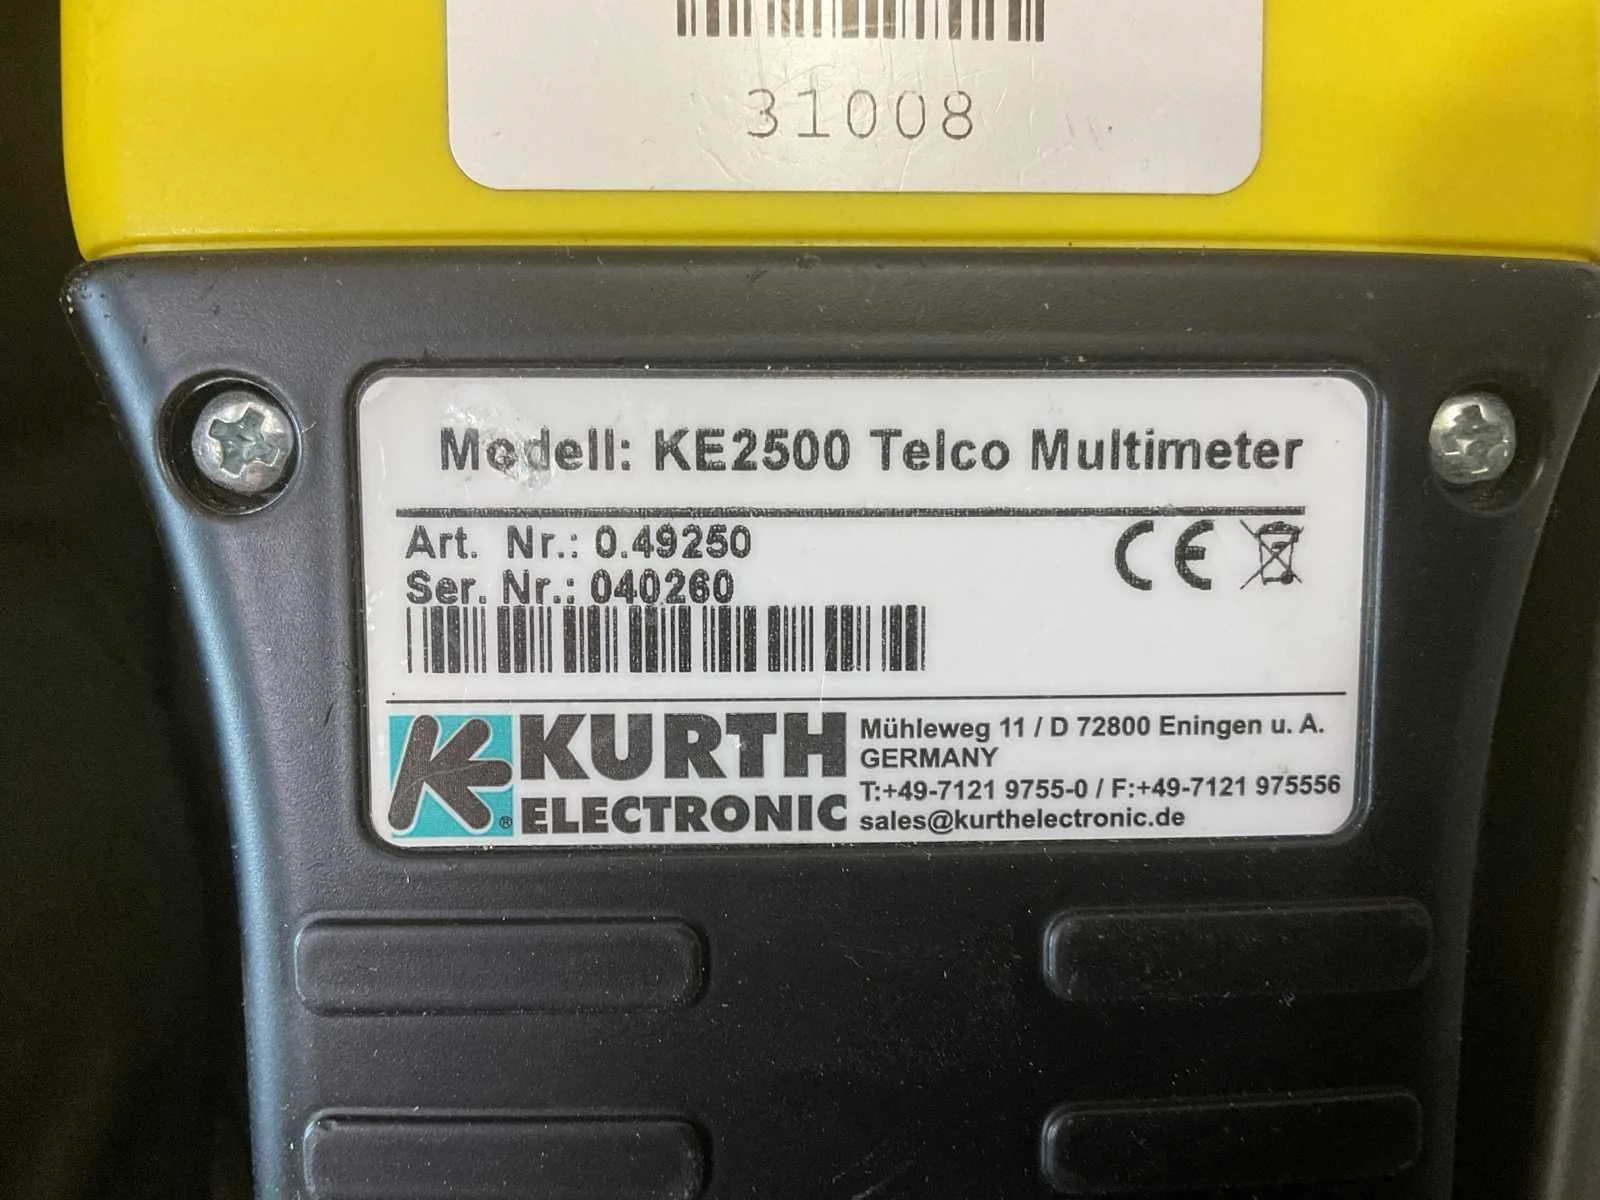 31008
Modell: KE2500 Telco Multimeter
Art. Nr.: 0.49250
Ser. Nr.: 040260
CE
KURTH
ELECTRONIC
®
Mühleweg 11 / D 72800 Eningen u. A.
GERMANY
T:+49-7121 9755-0 / F:+49-7121 975556
sales@kurthelectronic.de